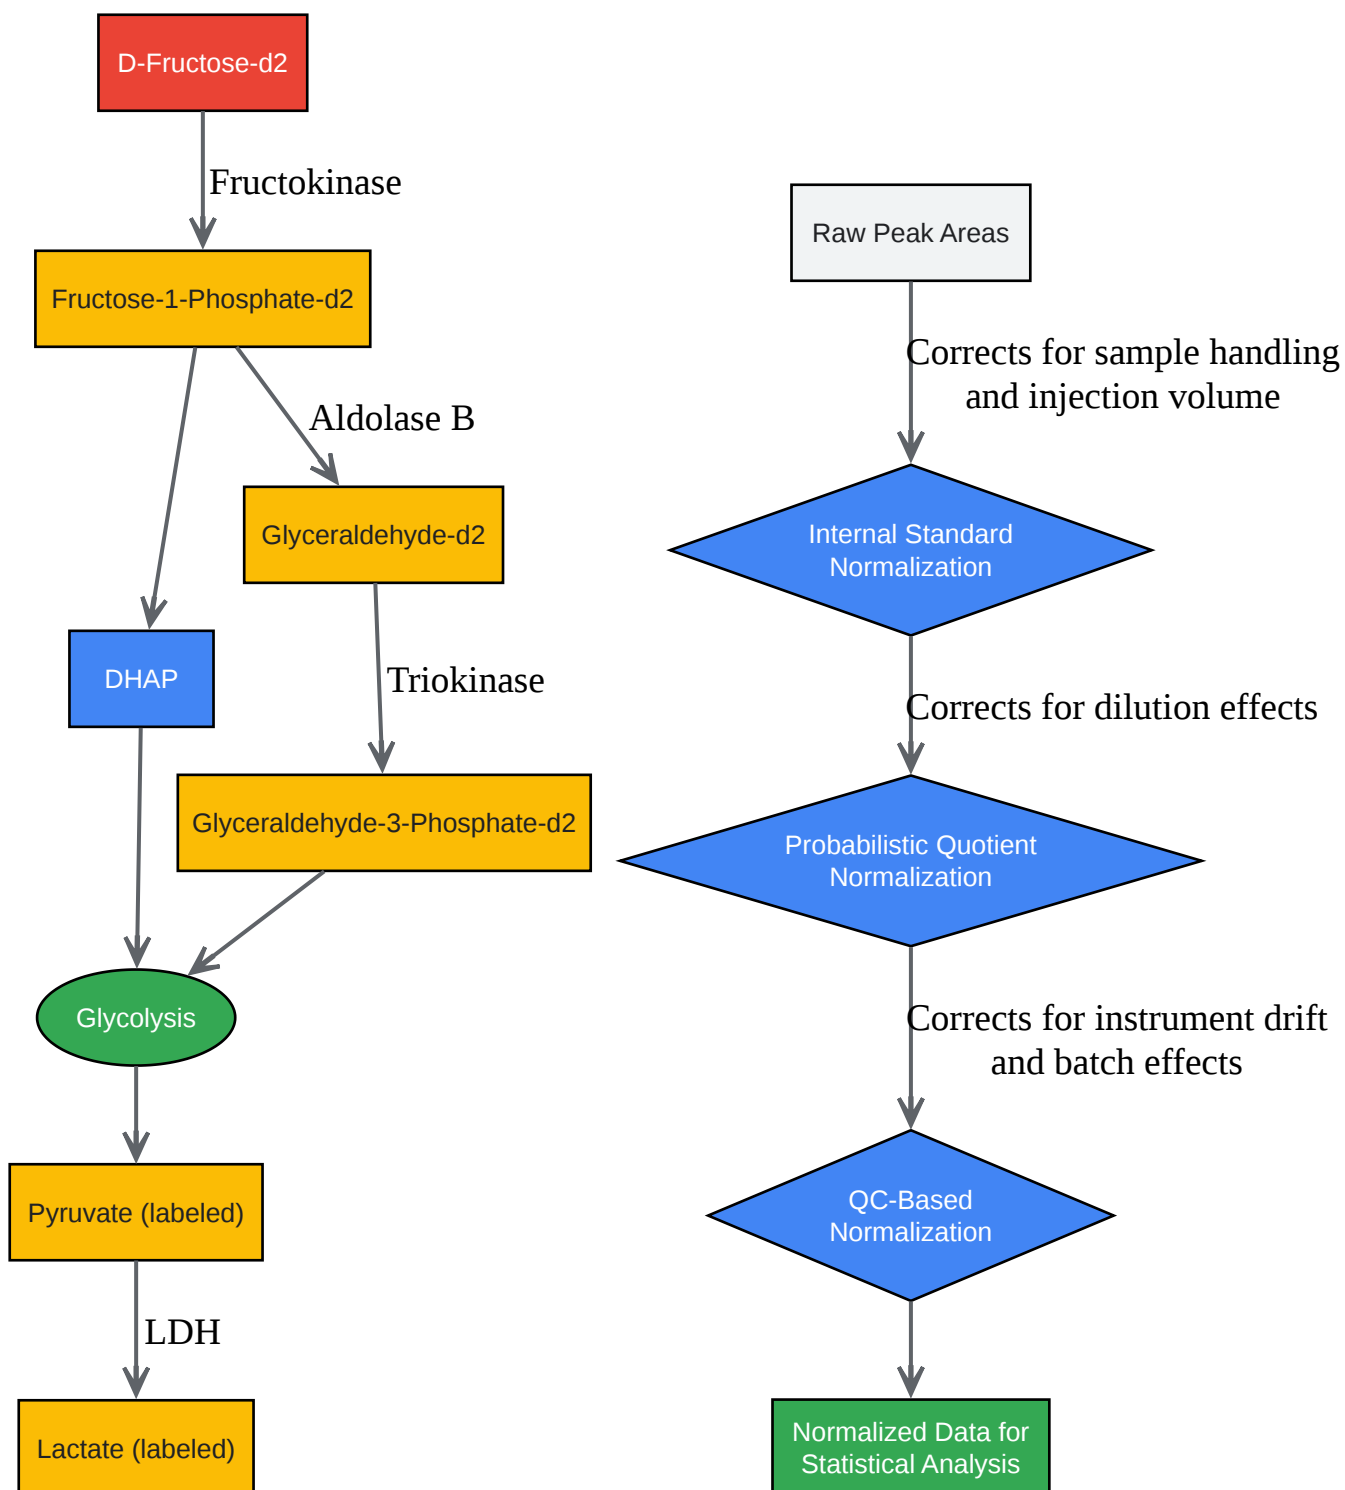 D-Fructose-d2
Fructokinase
Fructose-1-Phosphate-d2
Aldolase B
Glyceraldehyde-d2
DHAP
Triokinase
Glyceraldehyde-3-Phosphate-d2
Glycolysis
Pyruvate (labeled)
LDH
Lactate (labeled)
Raw Peak Areas
Corrects for sample handling
and injection volume
Internal Standard
Normalization
Corrects for dilution effects
Probabilistic Quotient
Normalization
Corrects for instrument drift
and batch effects
QC-Based
Normalization
Normalized Data for
Statistical Analysis